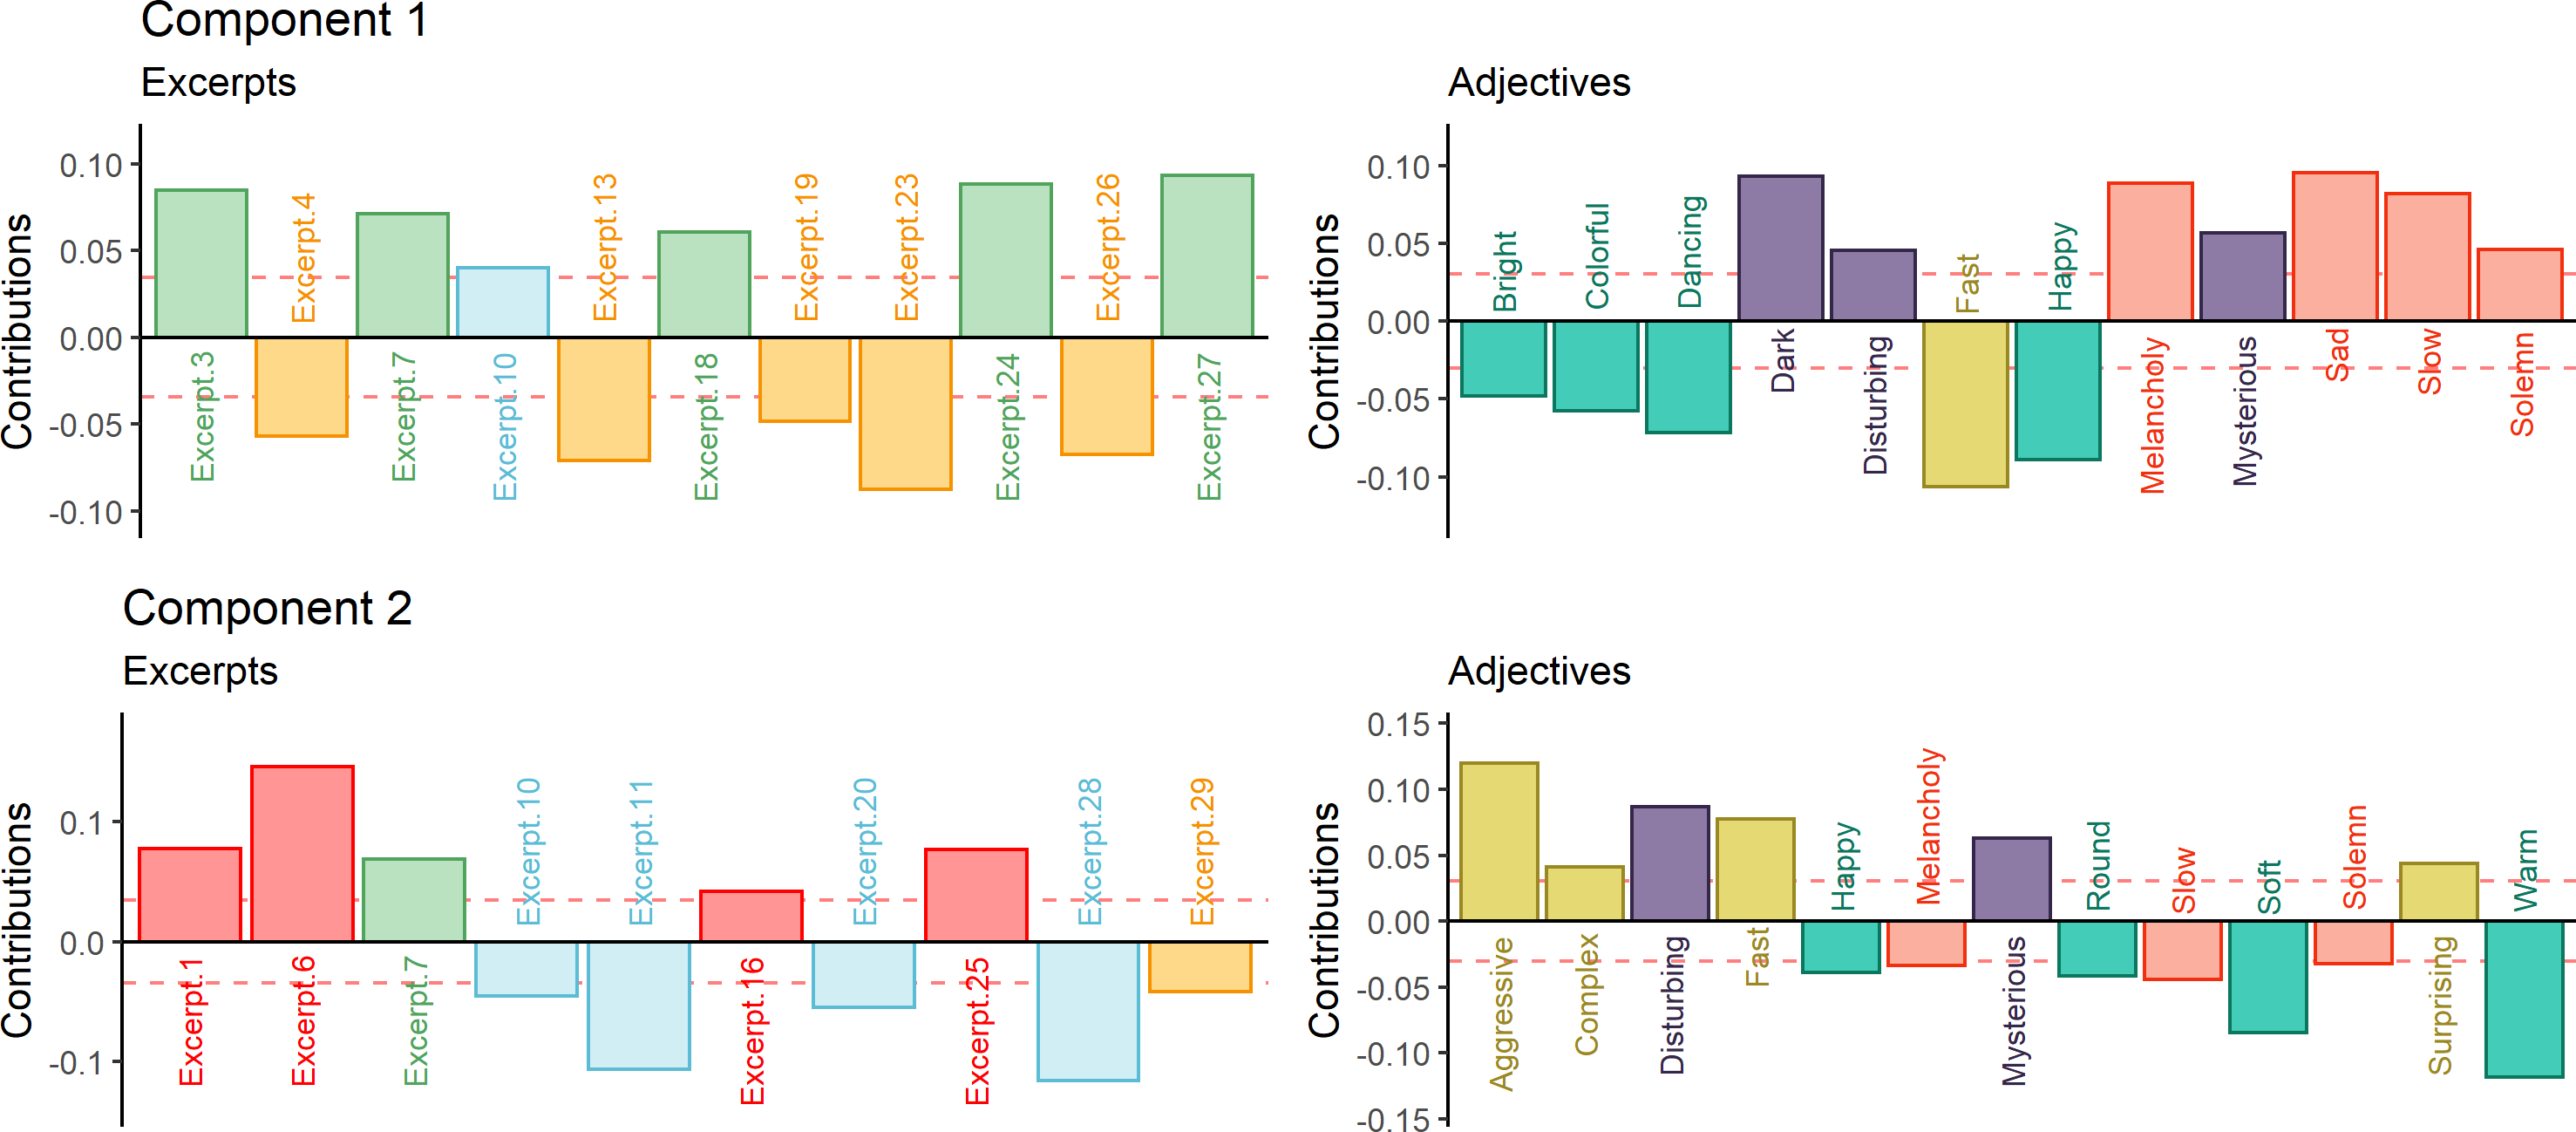 Component 1
Excerpts
Contributions
0.10
0.05
0.00
-0.05
-0.10
Excerpt.3
Excerpt.4
Excerpt.7
Excerpt.10
Excerpt.13
Excerpt.18
Excerpt.19
Excerpt.23
Excerpt.24
Excerpt.26
Excerpt.27
Adjectives
Contributions
0.10
0.05
0.00
-0.05
-0.10
Bright
Colorful
Dancing
Dark
Disturbing
Fast
Happy
Melancholy
Mysterious
Sad
Slow
Solemn
Component 2
Excerpts
Contributions
0.1
0.0
-0.1
Excerpt.1
Excerpt.6
Excerpt.7
Excerpt.10
Excerpt.11
Excerpt.16
Excerpt.20
Excerpt.25
Excerpt.28
Excerpt.29
Adjectives
Contributions
0.15
0.10
0.05
0.00
-0.05
-0.10
-0.15
Aggressive
Complex
Disturbing
Fast
Happy
Melancholy
Mysterious
Round
Slow
Soft
Solemn
Surprising
Warm